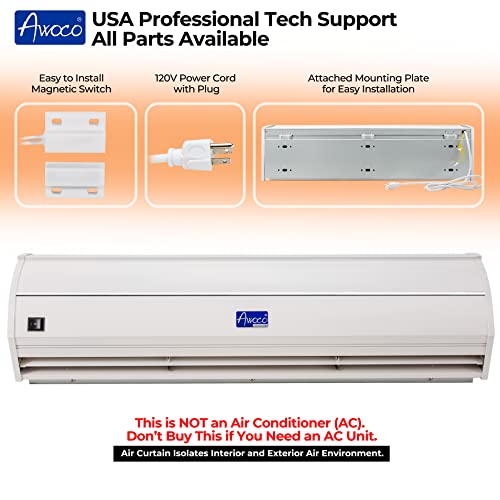 Awoco®
USA Professional Tech Support
All Parts Available
Easy to Install
Magnetic Switch
120V Power Cord
with Plug
Attached Mounting Plate
for Easy Installation
Awoco
This is NOT an Air Conditioner (AC).
Don't Buy This if You Need an AC Unit.
Air Curtain Isolates Interior and Exterior Air Environment.